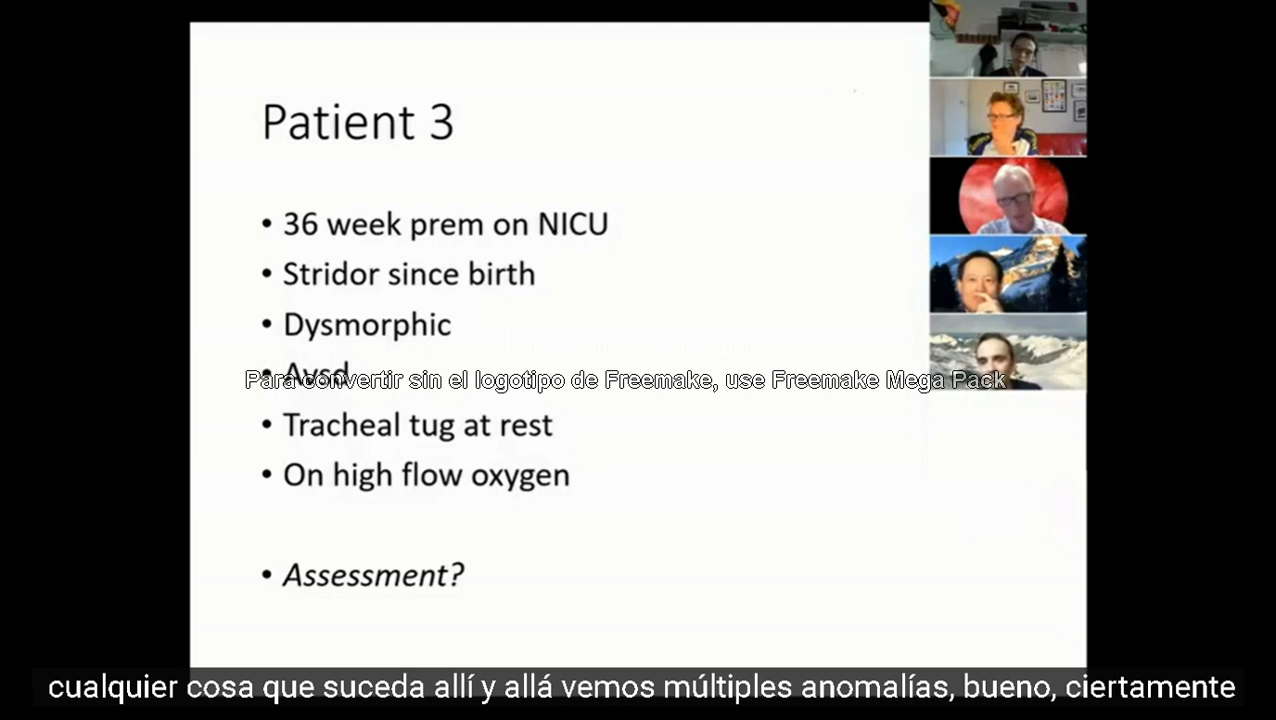 Patient 3
• 36 week prem on NICU
• Stridor since birth
• Dysmorphic
• Avsd
Para convertir sin el logotipo de Freemake, use Freemake Mega Pack
• Tracheal tug at rest
• On high flow oxygen
• Assessment?
cualquier cosa que suceda allí y allá vemos múltiples anomalías, bueno, ciertamente